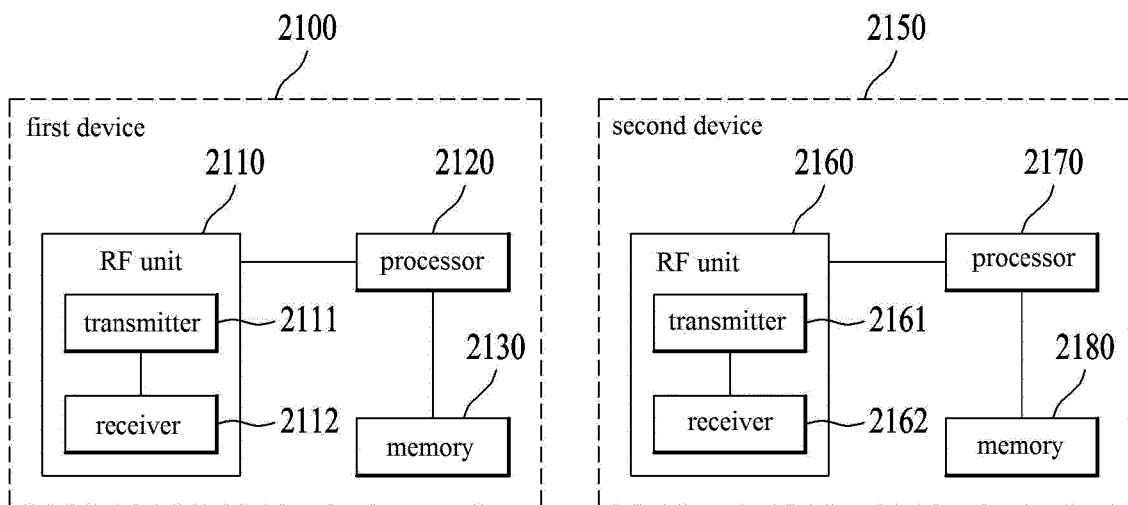 2100
first device
2110
2120
RF unit
processor
transmitter
2111
2130
receiver
2112
memory
2150
second device
2160
2170
RF unit
processor
transmitter
2161
2180
receiver
2162
memory